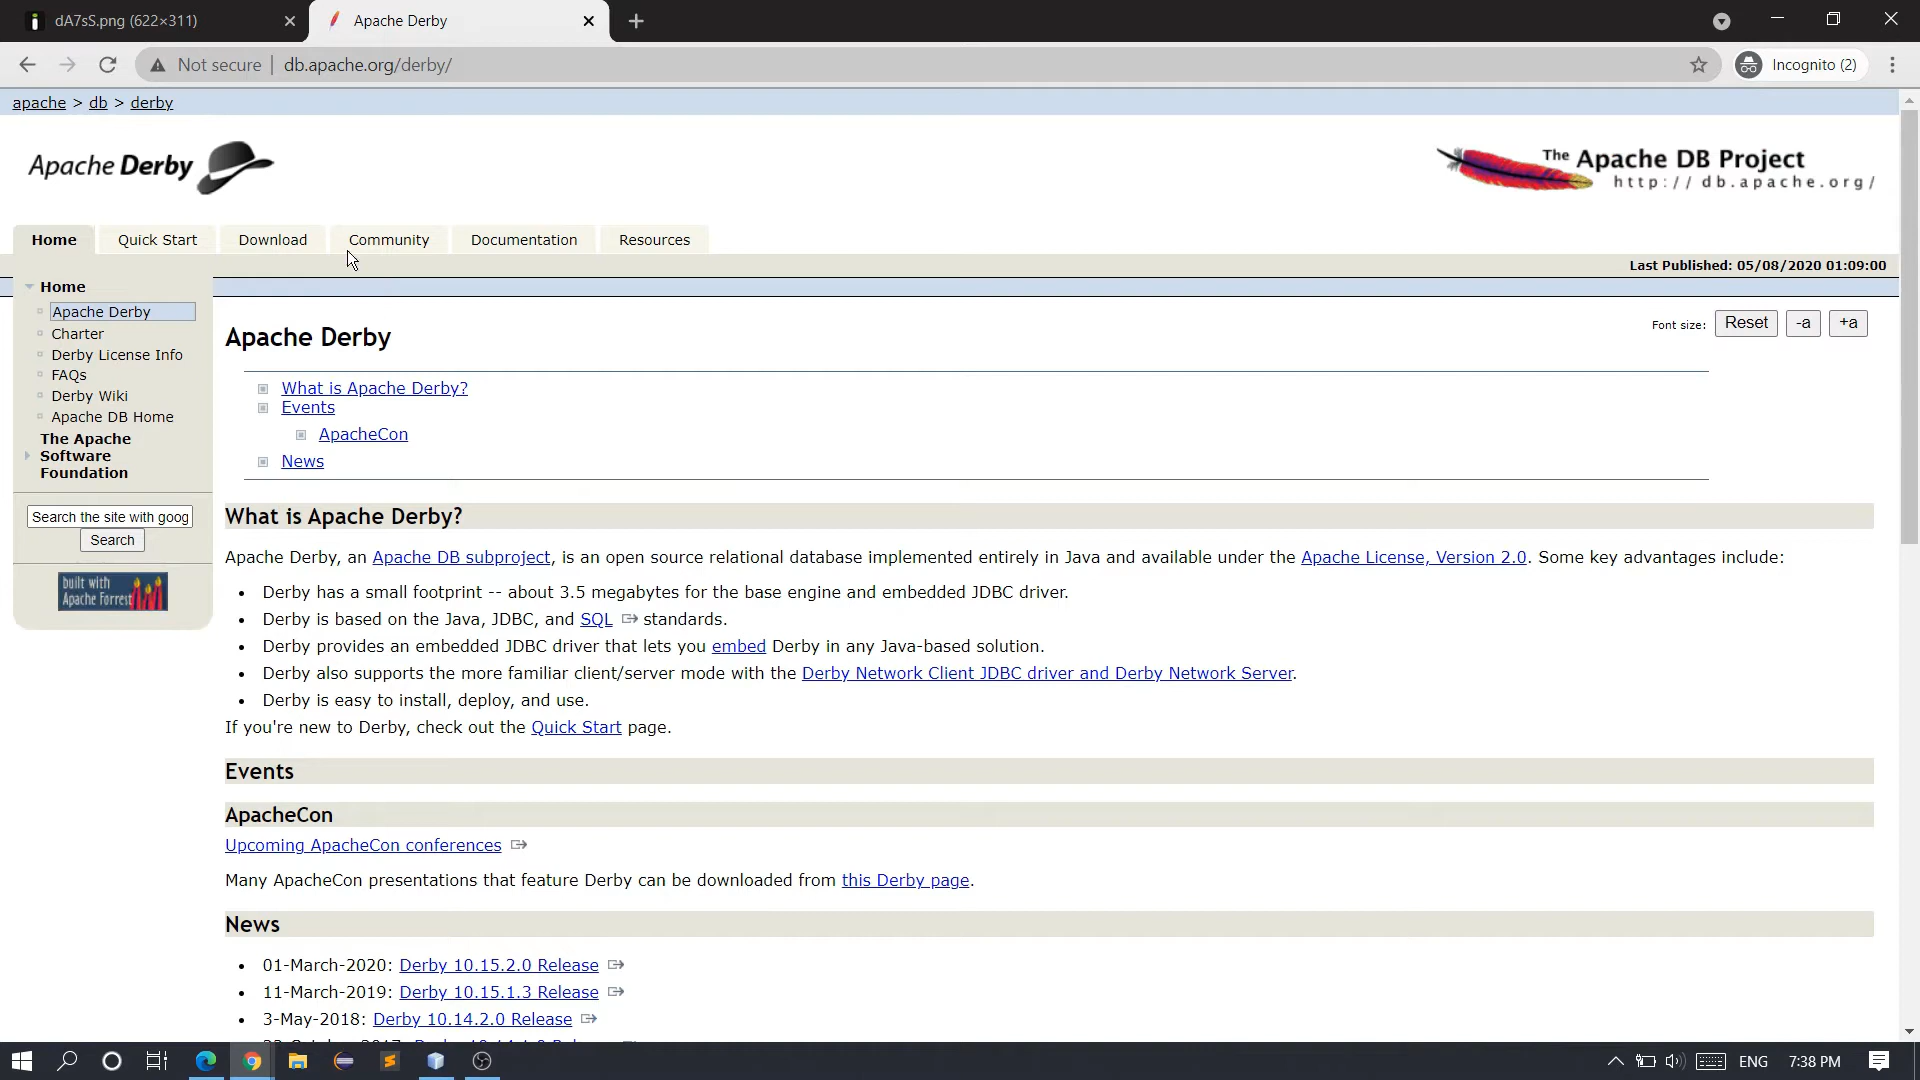 dA7sS.png (622×311)
Apache Derby
Not secure
db.apache.org/derby/
Incognito (2)
apache > db > derby
Apache Derby
The Apache DB Project
http://db.apache.org/
Home
Quick Start
Download
Community
Documentation
Resources
Last Published: 05/08/2020 01:09:00
Home
Apache Derby
Charter
Derby License Info
FAQs
Derby Wiki
Apache DB Home
The Apache
Software
Foundation
Search the site with goog
Search
built with
Apache Forrest
Font size:
Reset
-a
+a
Apache Derby
What is Apache Derby?
Events
ApacheCon
News
What is Apache Derby?
Apache Derby, an Apache DB subproject, is an open source relational database implemented entirely in Java and available under the Apache License, Version 2.0. Some key advantages include:
Derby has a small footprint -- about 3.5 megabytes for the base engine and embedded JDBC driver.
Derby is based on the Java, JDBC, and SQL standards.
Derby provides an embedded JDBC driver that lets you embed Derby in any Java-based solution.
Derby also supports the more familiar client/server mode with the Derby Network Client JDBC driver and Derby Network Server.
Derby is easy to install, deploy, and use.
If you're new to Derby, check out the Quick Start page.
Events
ApacheCon
Upcoming ApacheCon conferences
Many ApacheCon presentations that feature Derby can be downloaded from this Derby page.
News
01-March-2020: Derby 10.15.2.0 Release
11-March-2019: Derby 10.15.1.3 Release
3-May-2018: Derby 10.14.2.0 Release
ENG
7:38 PM